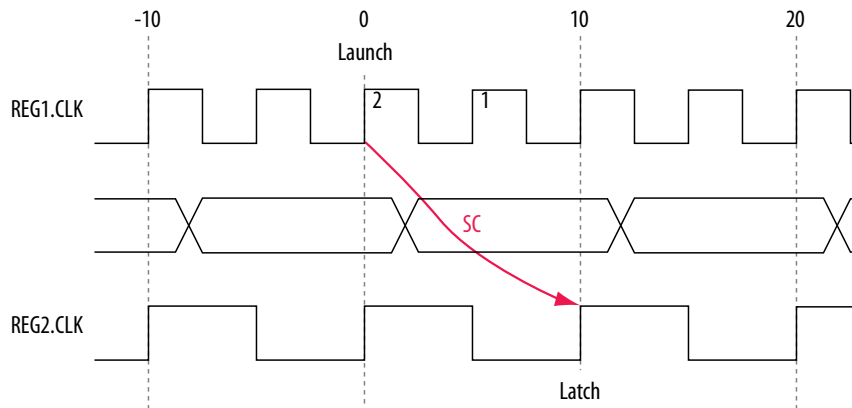 -10 0 10 20
Launch
REG1.CLK 2 1
SC
REG2.CLK
Latch